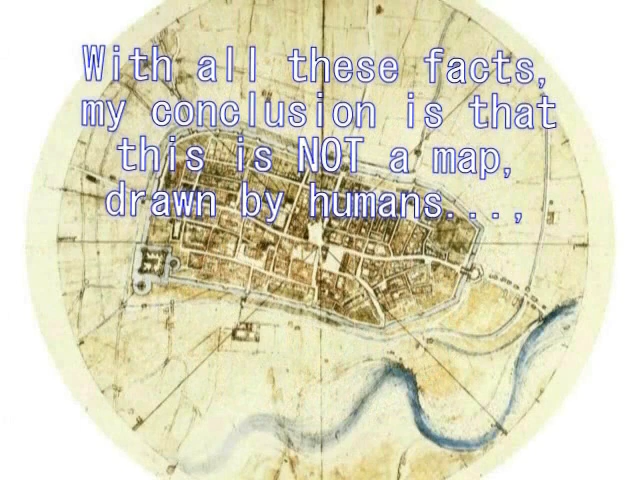 With all these facts,
my conclusion is that
this is NOT a map,
drawn by humans...,